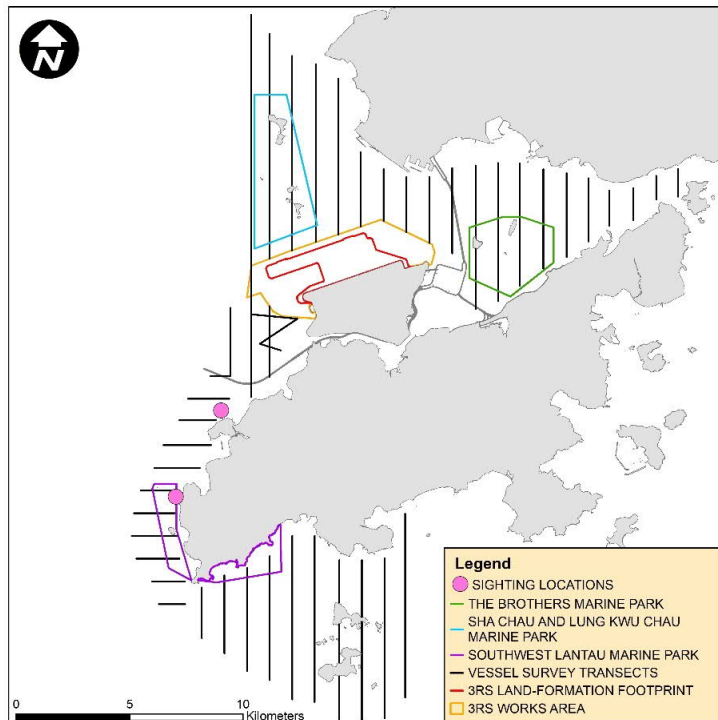 N
Legend
SIGHTING LOCATIONS
THE BROTHERS MARINE PARK
SHA CHAU AND LUNG KWU CHAU
MARINE PARK
SOUTHWEST LANTAU MARINE PARK
VESSEL SURVEY TRANSECTS
3RS LAND-FORMATION FOOTPRINT
3RS WORKS AREA
0 5 10
Kilometers